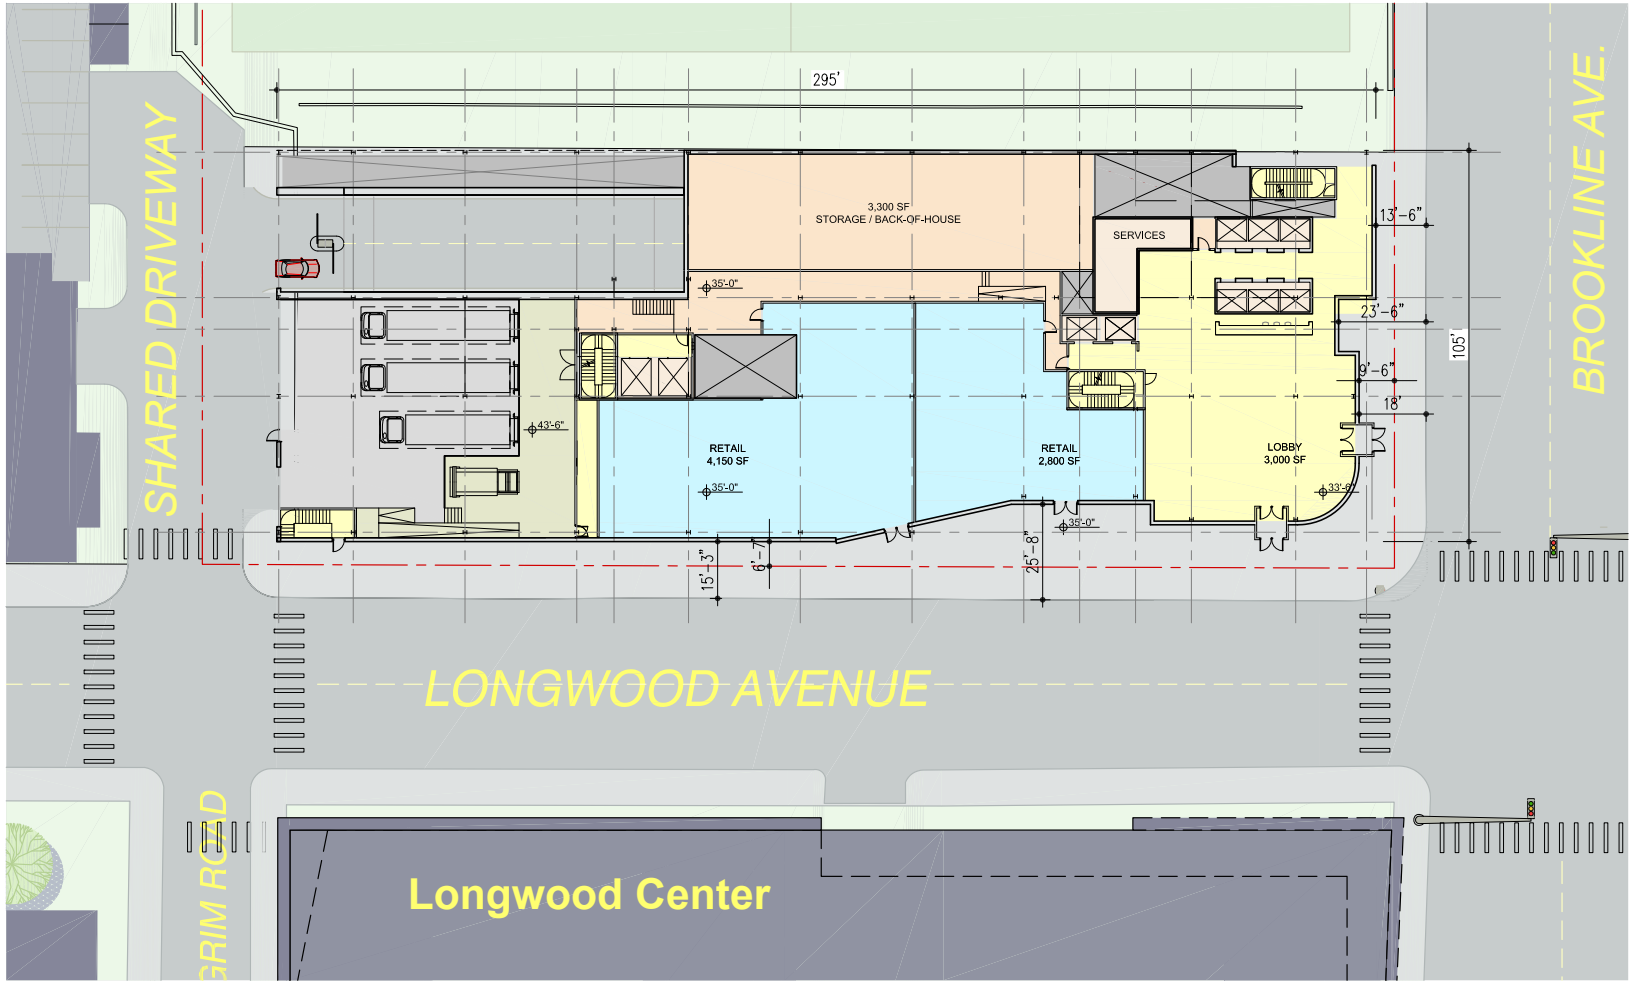 295'
SHARED DRIVEWAY
BROOKLINE AVE.
3,300 SF
STORAGE / BACK-OF-HOUSE
SERVICES
13'-6"
35'-0"
23'-6"
105'
9'-6"
18'
43'-6"
RETAIL
4,150 SF
RETAIL
2,800 SF
LOBBY
3,000 SF
35'-0"
33'-6"
35'-0"
15'-3"
6'-7"
25'-8"
LONGWOOD AVENUE
GRIM ROAD
Longwood Center